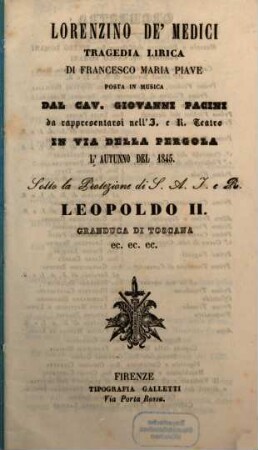 LORENZINO DE' MEDICI
TRAGEDIA LIRICA
DI FRANCESCO MARIA PIAVE
POSTA IN MUSICA
DAL CAV. GIOVANNI PACINI
da rappresentarsi nell'I. e R. Teatro
IN VIA DELLA PERGOLA
L' AUTUNNO DEL 1845.
Sotto la Protezione di S. A. I. e R.
LEOPOLDO II.
GRANDUCA DI TOSCANA
ec. ec. ec.
FIRENZE
TIPOGRAFIA GALLETTI
Via Porta Rossa.